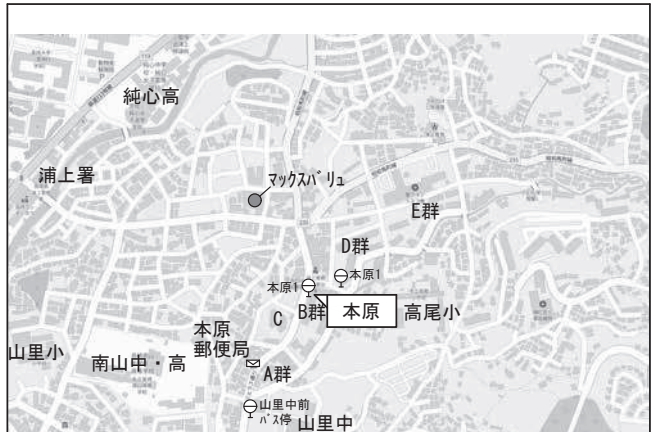 純心高
浦上署
マックスバリュ
E群
D群
本原1
本原1
B群
本原
高尾小
C
本原
郵便局
山里小
南山中・高
A群
山里中前
バス停
山里中